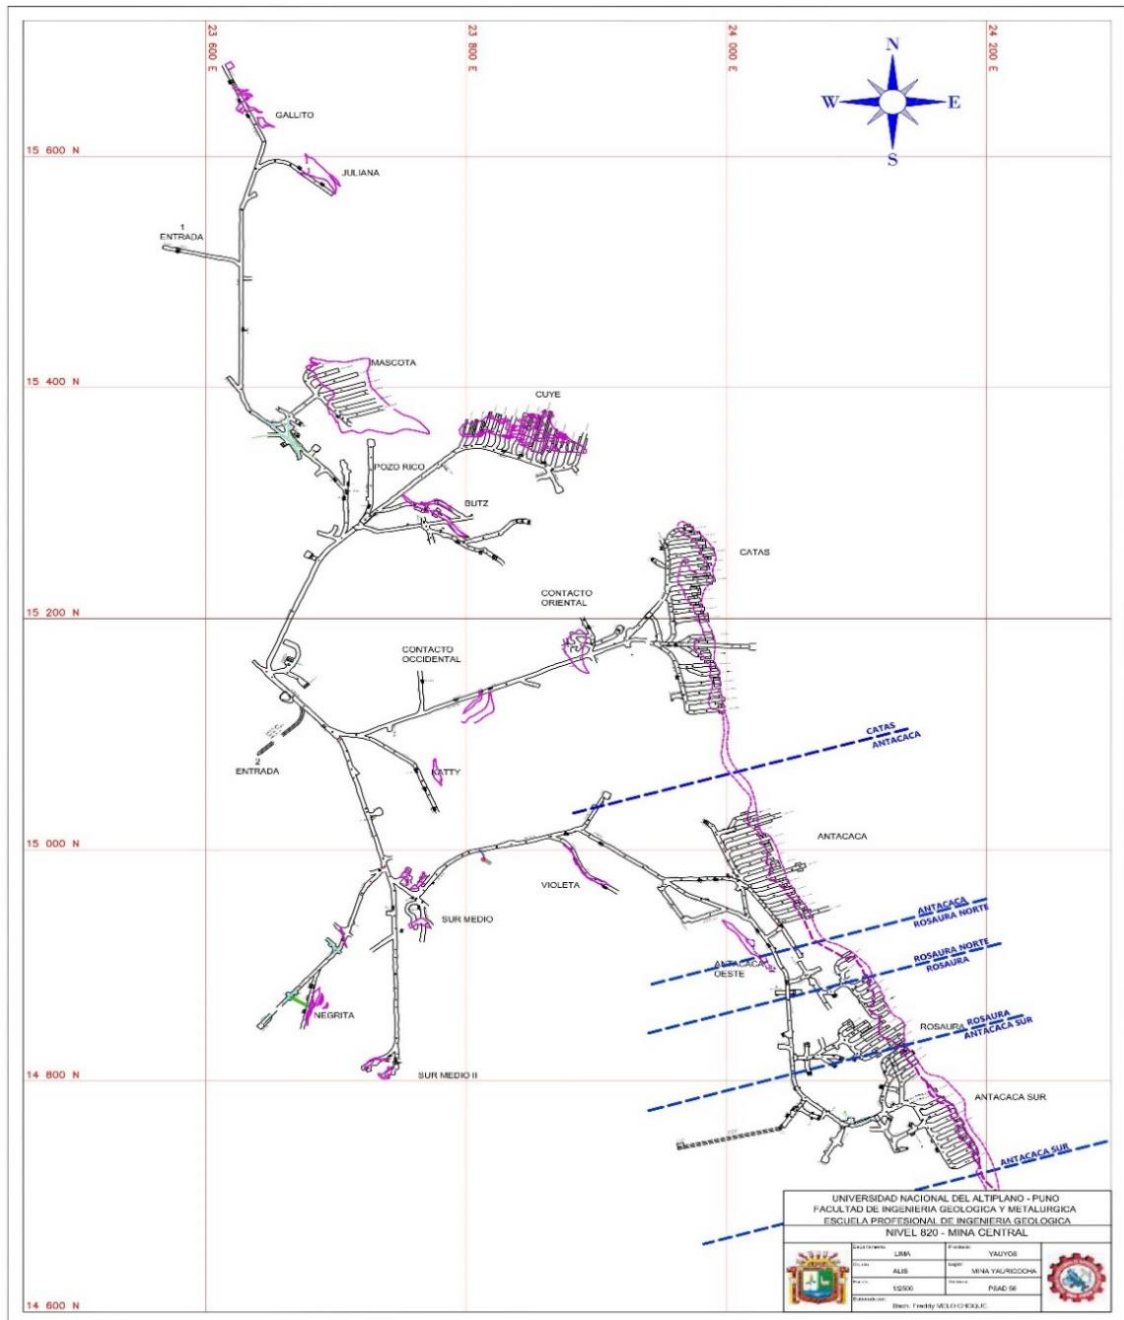 23 600 E
23 800 E
24 000 E
24 200 E
N
W
E
S
GALLITO
15 600 N
JULIANA
1
ENTRADA
MASCOTA
15 400 N
CUYE
POZO RICO
BUTZ
CATAS
CONTACTO
ORIENTAL
15 200 N
CONTACTO
OCCIDENTAL
CATAS
ANTACACA
2
ENTRADA
KATTY
ANTACACA
15 000 N
VIOLETA
ANTACACA
ROSAURA NORTE
SUR MEDIO
ROSAURA NORTE
ROSAURA
ANTACACA
OESTE
NEGRITA
ROSAURA
ROSAURA
ANTACACA SUR
SUR MEDIO II
14 800 N
ANTACACA SUR
ANTACACA SUR
UNIVERSIDAD NACIONAL DEL ALTIPLANO - PUNO
FACULTAD DE INGENIERIA GEOLOGICA Y METALURGICA
ESCUELA PROFESIONAL DE INGENIERIA GEOLOGICA
NIVEL 820 - MINA CENTRAL
LIMA
YAUYOS
ALIS
MINA YAURICOCHA
1/2500
PSAD 56
Bach. Freddy MELO CHOQUE
14 600 N